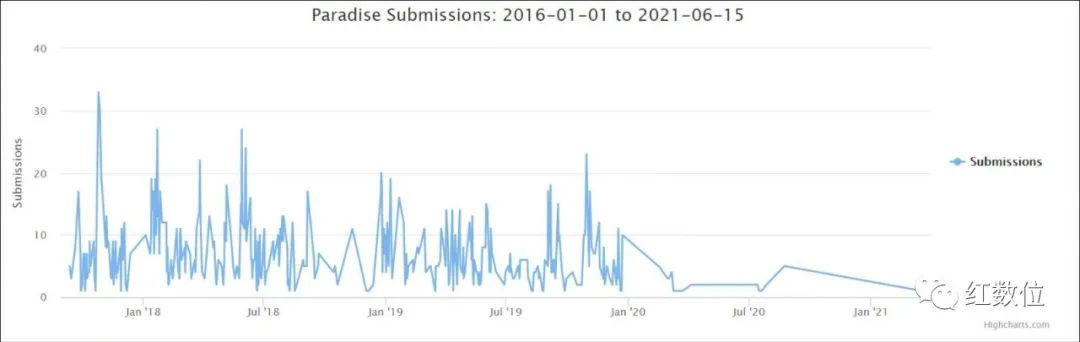 Paradise Submissions: 2016-01-01 to 2021-06-15
40
30
20
10
0
Submissions
Jan '18
Jul '18
Jan '19
Jul '19
Jan '20
Jul '20
Jan '21
Submissions
红数位
Highcharts.com